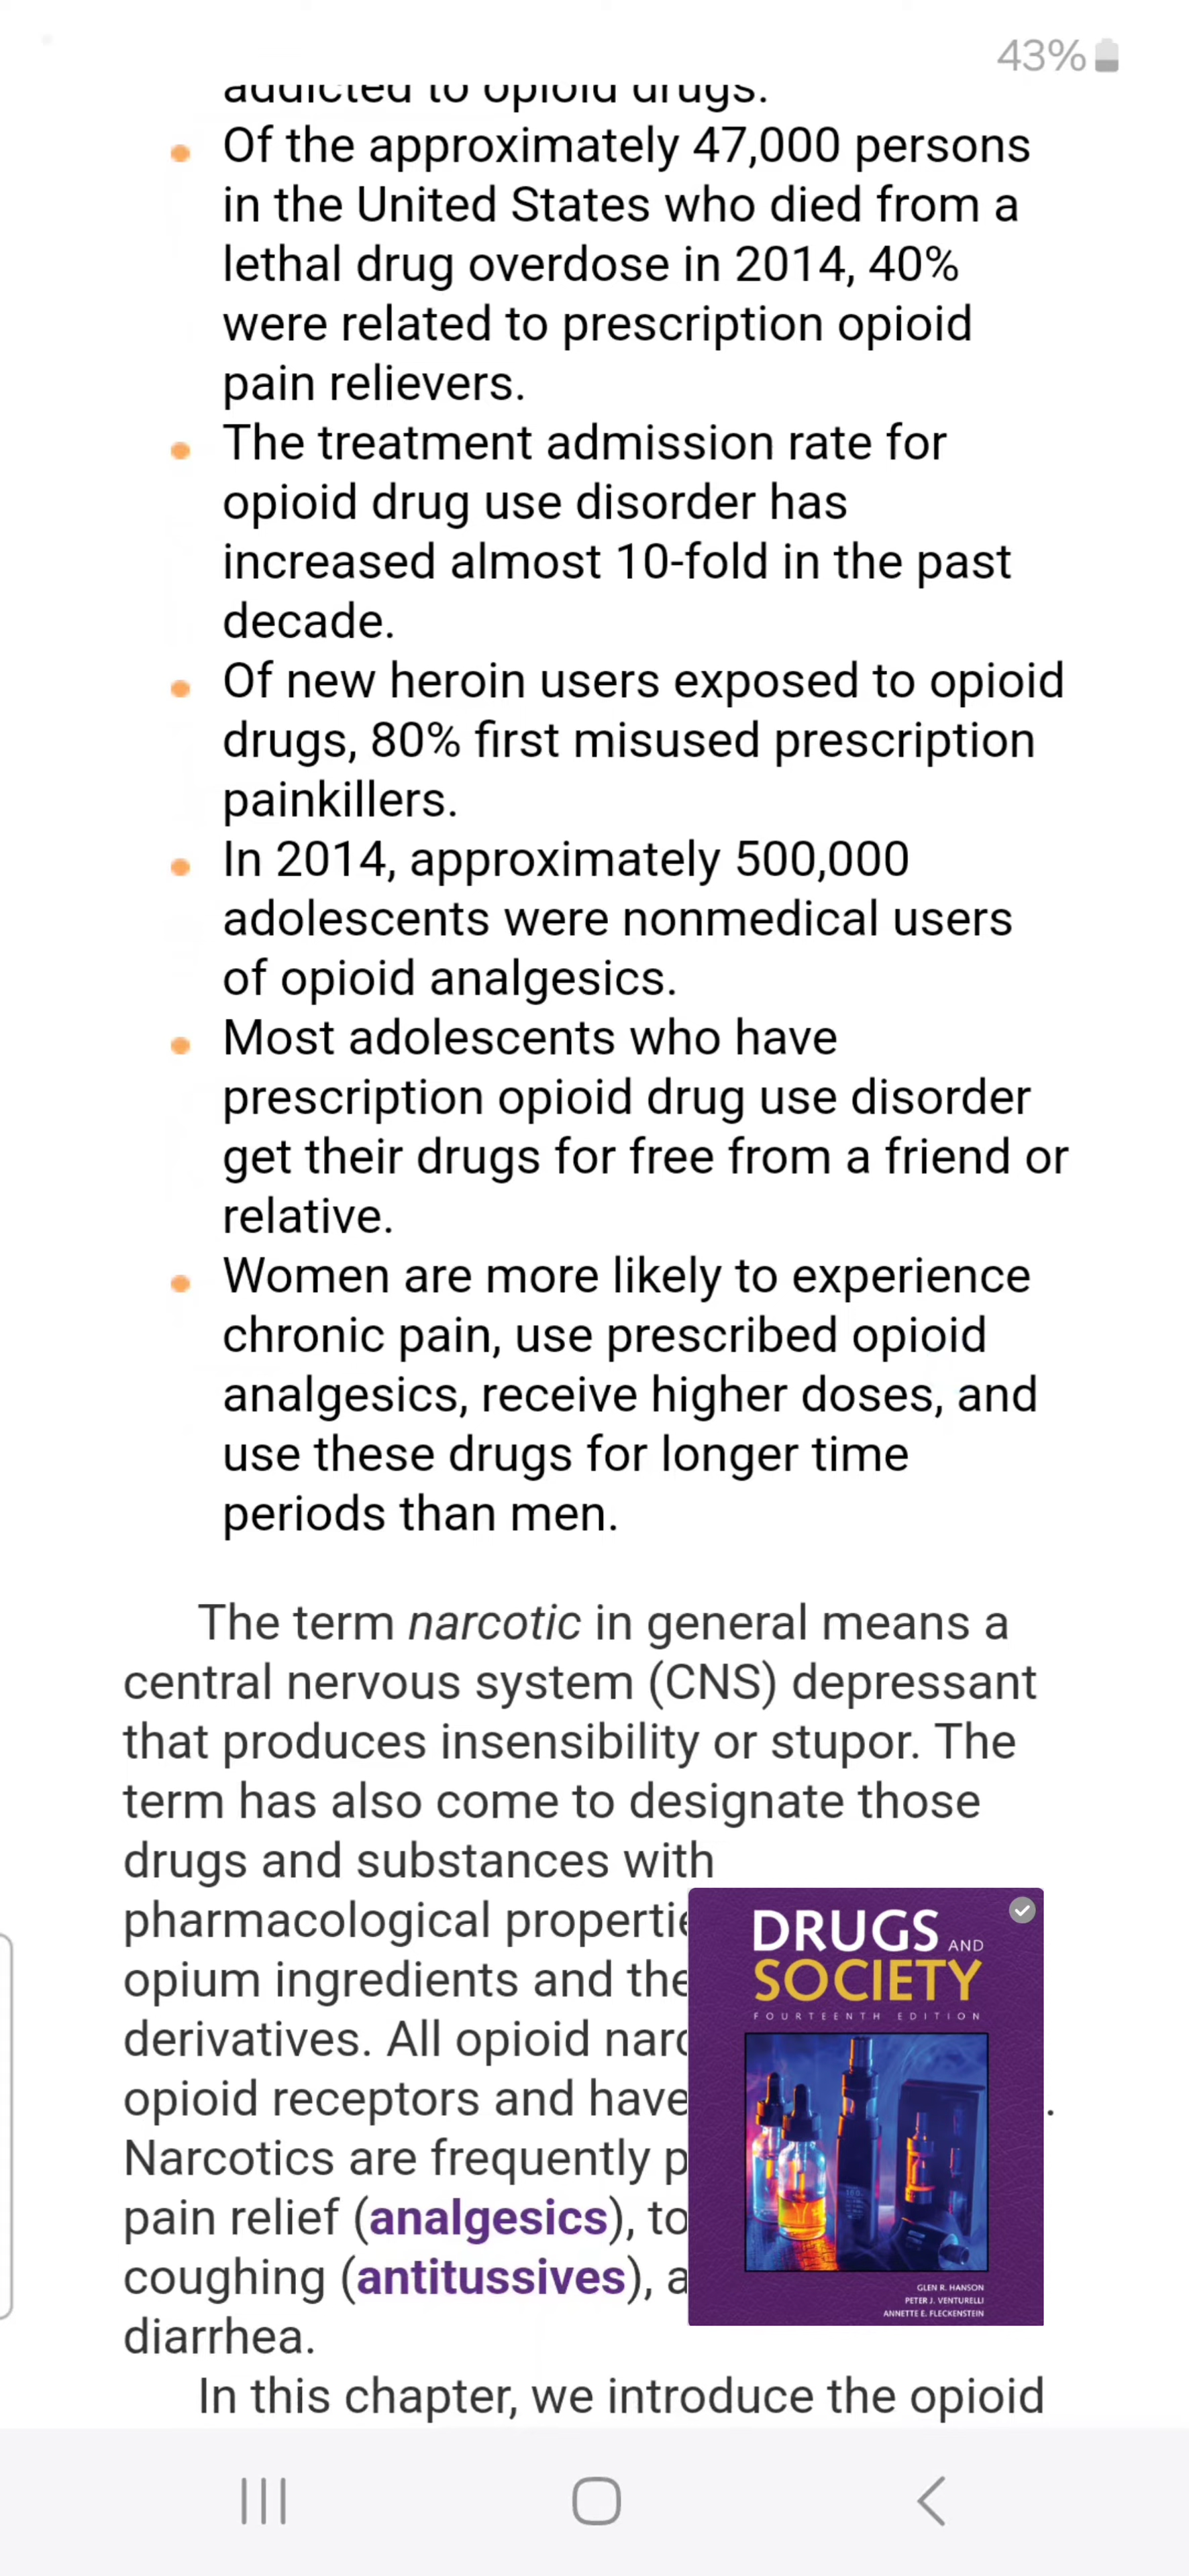 43%
addicted to opioid drugs.
Of the approximately 47,000 persons
in the United States who died from a
lethal drug overdose in 2014, 40%
were related to prescription opioid
pain relievers.
The treatment admission rate for
opioid drug use disorder has
increased almost 10-fold in the past
decade.
Of new heroin users exposed to opioid
drugs, 80% first misused prescription
painkillers.
In 2014, approximately 500,000
adolescents were nonmedical users
of opioid analgesics.
Most adolescents who have
prescription opioid drug use disorder
get their drugs for free from a friend or
relative.
Women are more likely to experience
chronic pain, use prescribed opioid
analgesics, receive higher doses, and
use these drugs for longer time
periods than men.
The term narcotic in general means a
central nervous system (CNS) depressant
that produces insensibility or stupor. The
term has also come to designate those
drugs and substances with
pharmacological
opium ingredients and
derivatives. All opioid
opioid receptors and have .
Narcotics are frequently
pain relief (analgesics), to
coughing (antitussives),
diarrhea.
In this chapter, we introduce the opioid
DRUGS AND
SOCIETY
FOURTEENTH EDITION
GLEN R. HANSON
PETER J. VENTURELLI
ANNETTE E. FLECKENSTEIN